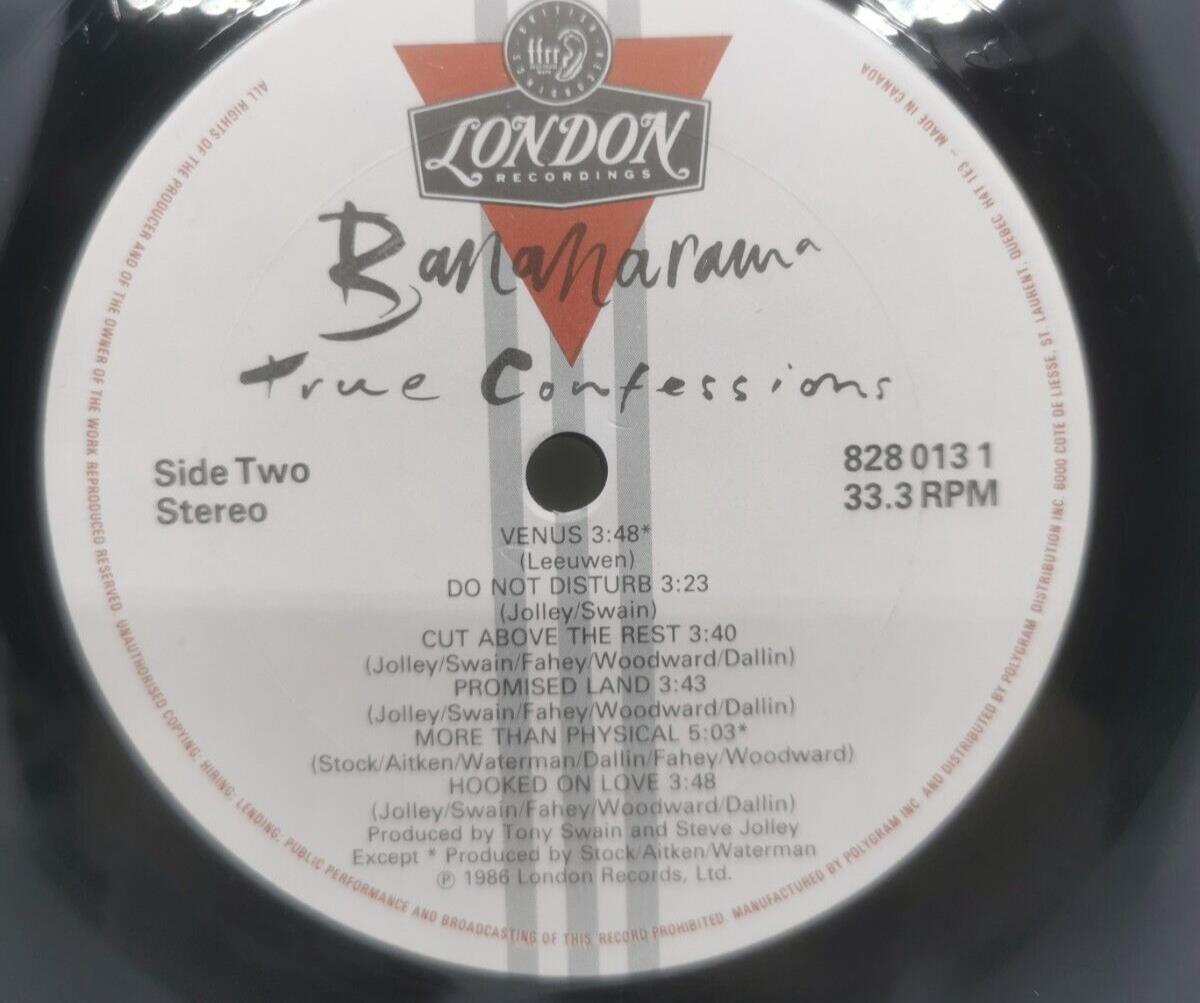 ffrr
LONDON
RECORDINGS
Bananarama
True Confessions
Side Two
Stereo
828 013 1
33.3 RPM
VENUS 3:48*
(Leeuwen)
DO NOT DISTURB 3:23
(Jolley/Swain)
CUT ABOVE THE REST 3:40
(Jolley/Swain/Fahey/Woodward/Dallin)
PROMISED LAND 3:43
(Jolley/Swain/Fahey/Woodward/Dallin)
MORE THAN PHYSICAL 5:03*
(Stock/Aitken/Waterman/Dallin/Fahey/Woodward)
HOOKED ON LOVE 3:48
(Jolley/Swain/Fahey/Woodward/Dallin)
Produced by Tony Swain and Steve Jolley
Except * Produced by Stock/Aitken/Waterman
℗ 1986 London Records, Ltd.
ALL RIGHTS OF THE PRODUCER AND OF THE OWNER OF THE WORK REPRODUCED RESERVED. UNAUTHORISED COPYING, HIRING, LENDING, PUBLIC PERFORMANCE AND BROADCASTING OF THIS RECORD PROHIBITED. MANUFACTURED BY POLYGRAM INC. AND DISTRIBUTED BY POLYGRAM DISTRIBUTION INC. 6000 COTE DE LIESSE, ST. LAURENT, QUEBEC H4T 1E3 – MADE IN CANADA